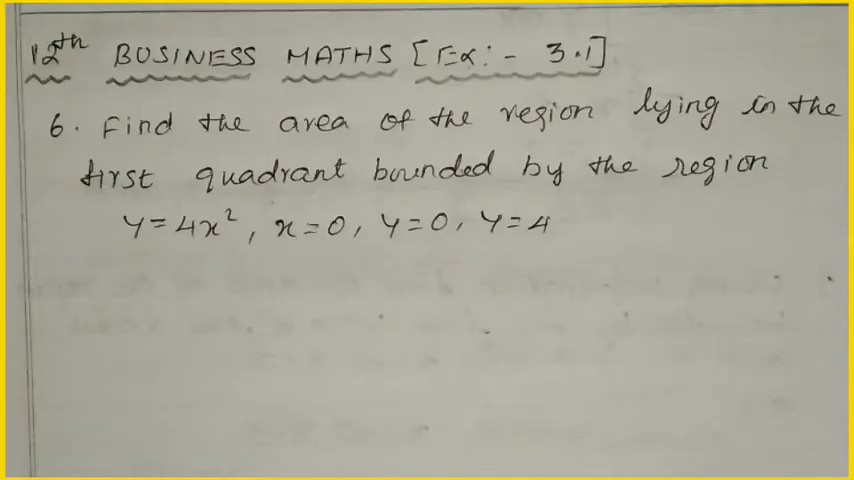 12th BUSINESS MATHS [Ex:- 3.1]
6. Find the area of the region lying in the
first quadrant bounded by the region
y=4x², x=0, y=0, y=4